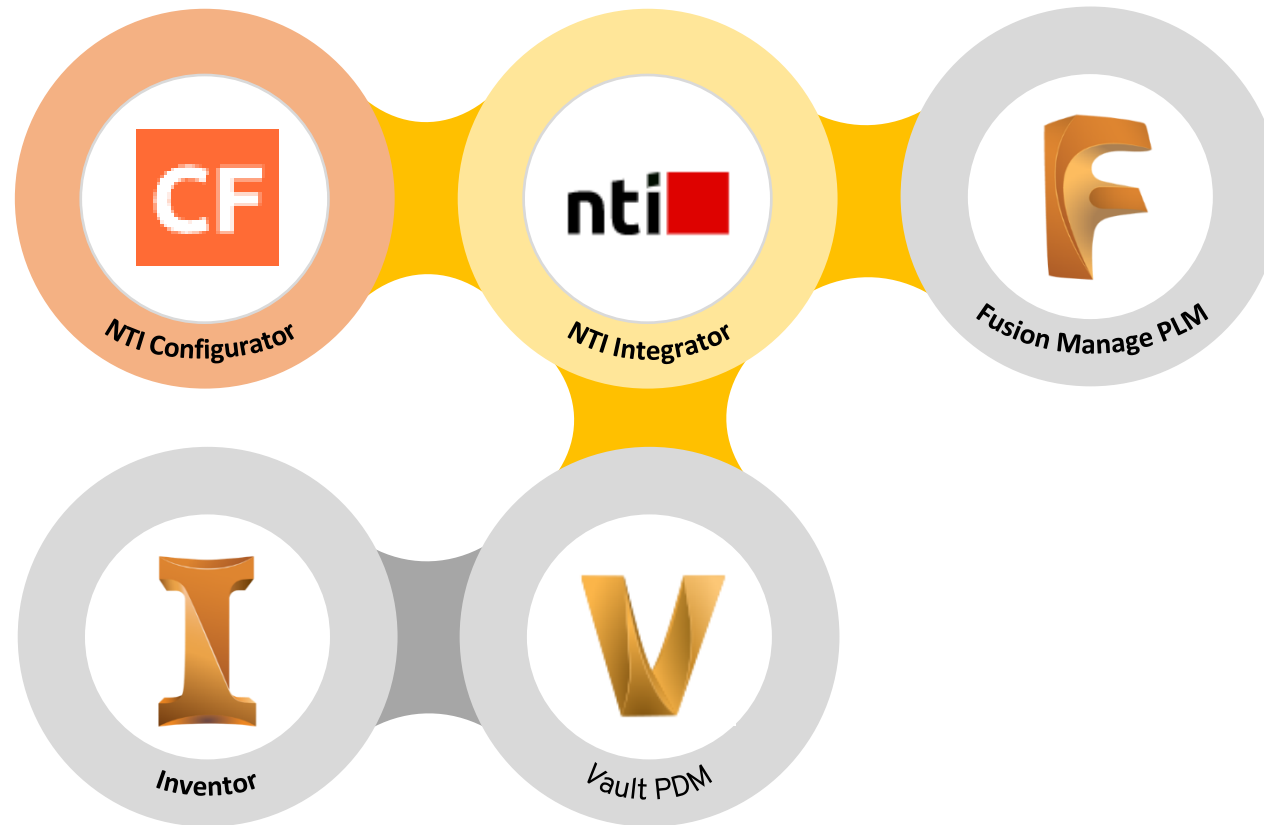 CF
NTI Configurator
nti
NTI Integrator
F
Fusion Manage PLM
I
Inventor
V
Vault PDM